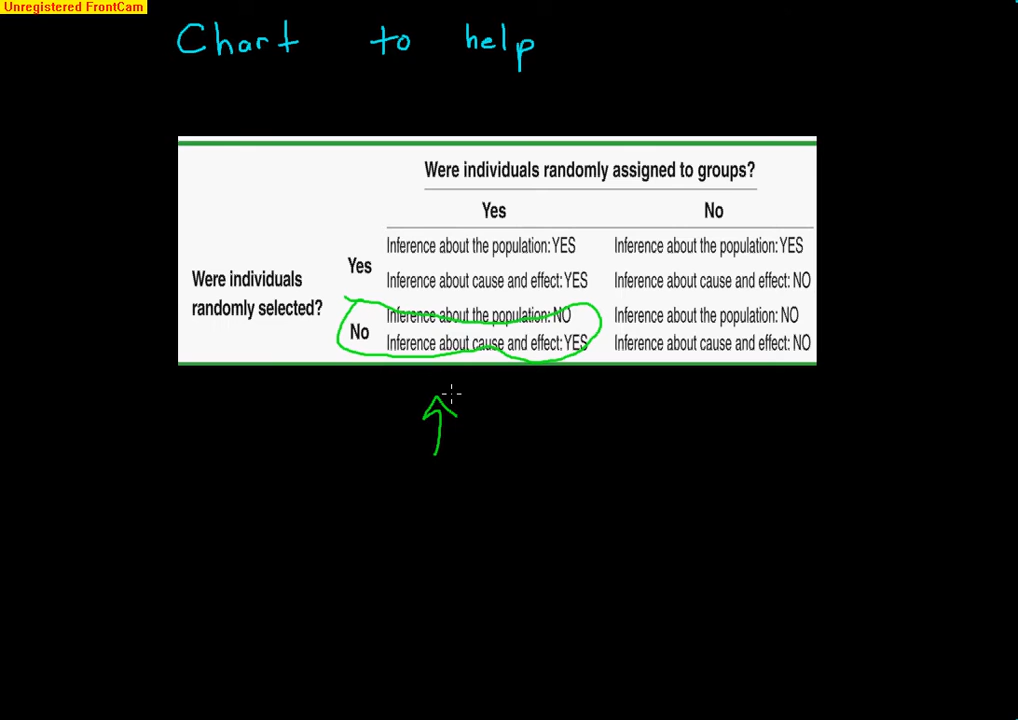 Unregistered FrontCam
Chart to help
Were individuals randomly assigned to groups?
Yes No
Inference about the population: YES Inference about the population: YES
Yes
Were individuals Inference about cause and effect: YES Inference about cause and effect: NO
randomly selected? Inference about the population: NO Inference about the population: NO
No
Inference about cause and effect: YES Inference about cause and effect: NO